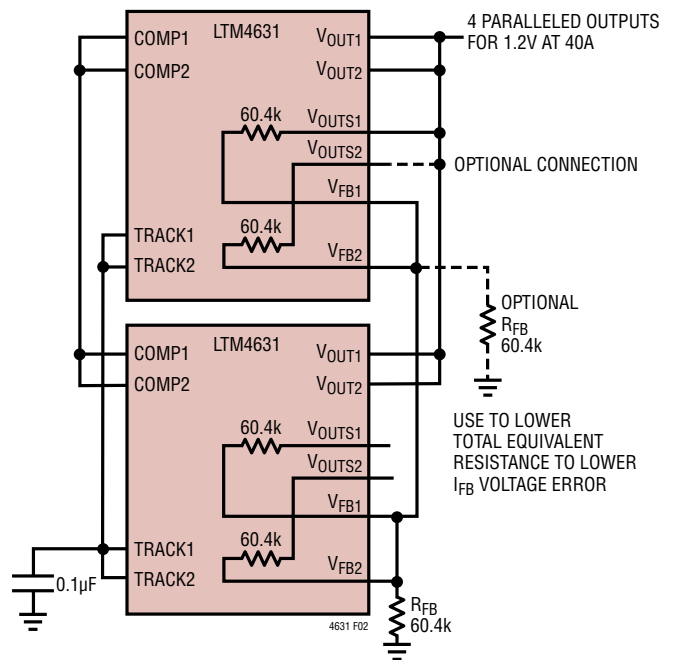 4 PARALLELED OUTPUTS
FOR 1.2V AT 40A
LTM4631
COMP1
COMP2
VOUT1
VOUT2
60.4k
VOUTS1
VOUTS2
OPTIONAL CONNECTION
VFB1
60.4k
TRACK1
TRACK2
VFB2
OPTIONAL
RFB
60.4k
LTM4631
COMP1
COMP2
VOUT1
VOUT2
60.4k
VOUTS1
VOUTS2
USE TO LOWER
TOTAL EQUIVALENT
RESISTANCE TO LOWER
IFB VOLTAGE ERROR
VFB1
60.4k
TRACK1
TRACK2
VFB2
0.1µF
RFB
60.4k
4631 F02